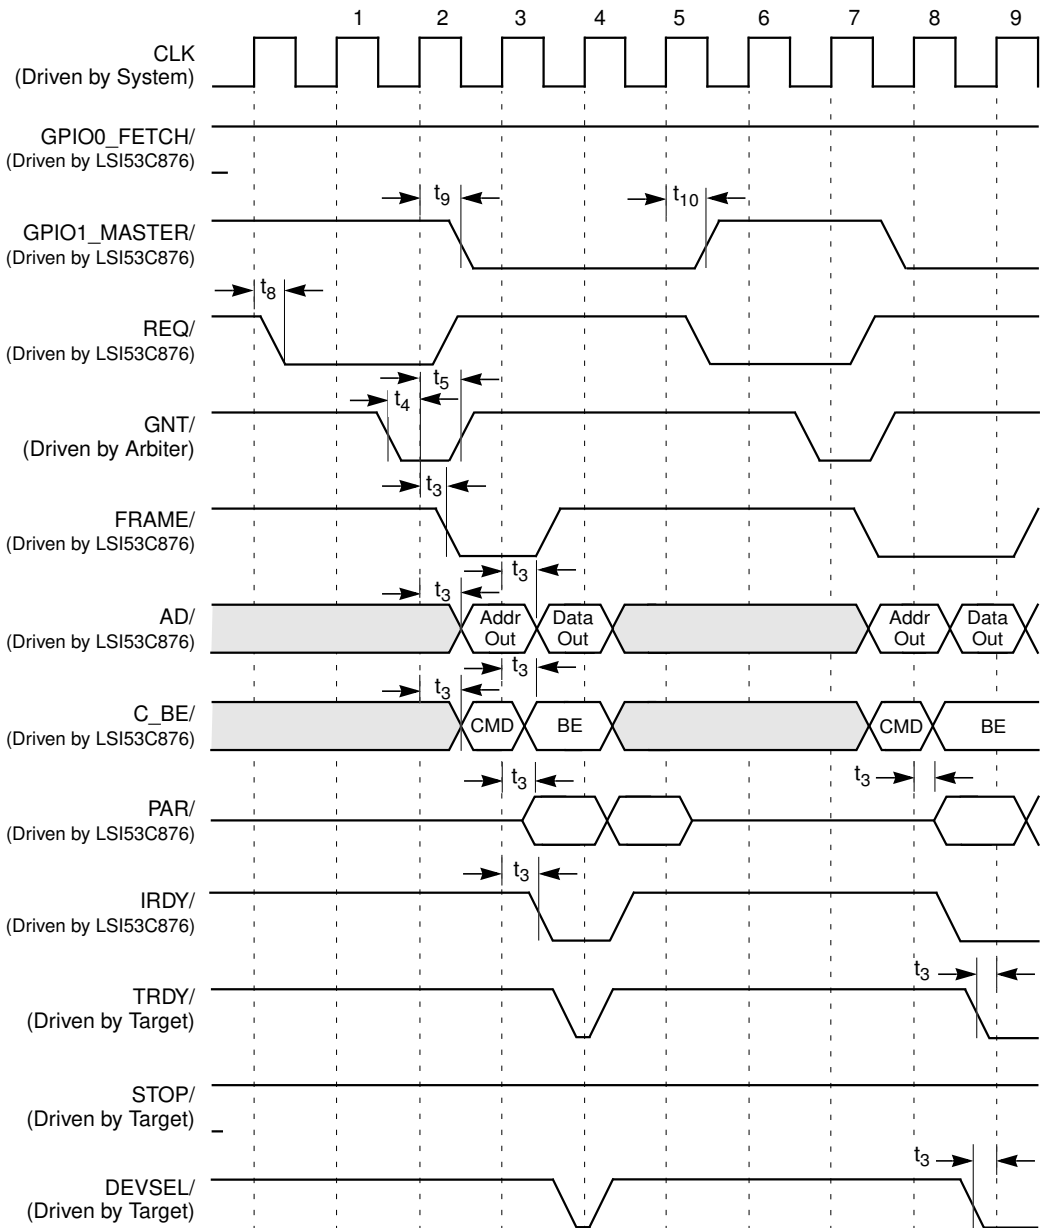 1 2 3 4 5 6 7 8 9
CLK
(Driven by System)
GPIO0_FETCH/
(Driven by LSI53C876)
t9 t10
GPIO1_MASTER/
(Driven by LSI53C876)
t8
REQ/
(Driven by LSI53C876)
t5
t4
GNT/
(Driven by Arbiter)
t3
FRAME/
(Driven by LSI53C876)
t3
t3
AD/
(Driven by LSI53C876)
Addr
Out
Data
Out
Addr
Out
Data
Out
t3
t3
C_BE/
(Driven by LSI53C876)
CMD BE CMD BE
t3 t3
PAR/
(Driven by LSI53C876)
t3
IRDY/
(Driven by LSI53C876)
t3
TRDY/
(Driven by Target)
STOP/
(Driven by Target)
t3
DEVSEL/
(Driven by Target)